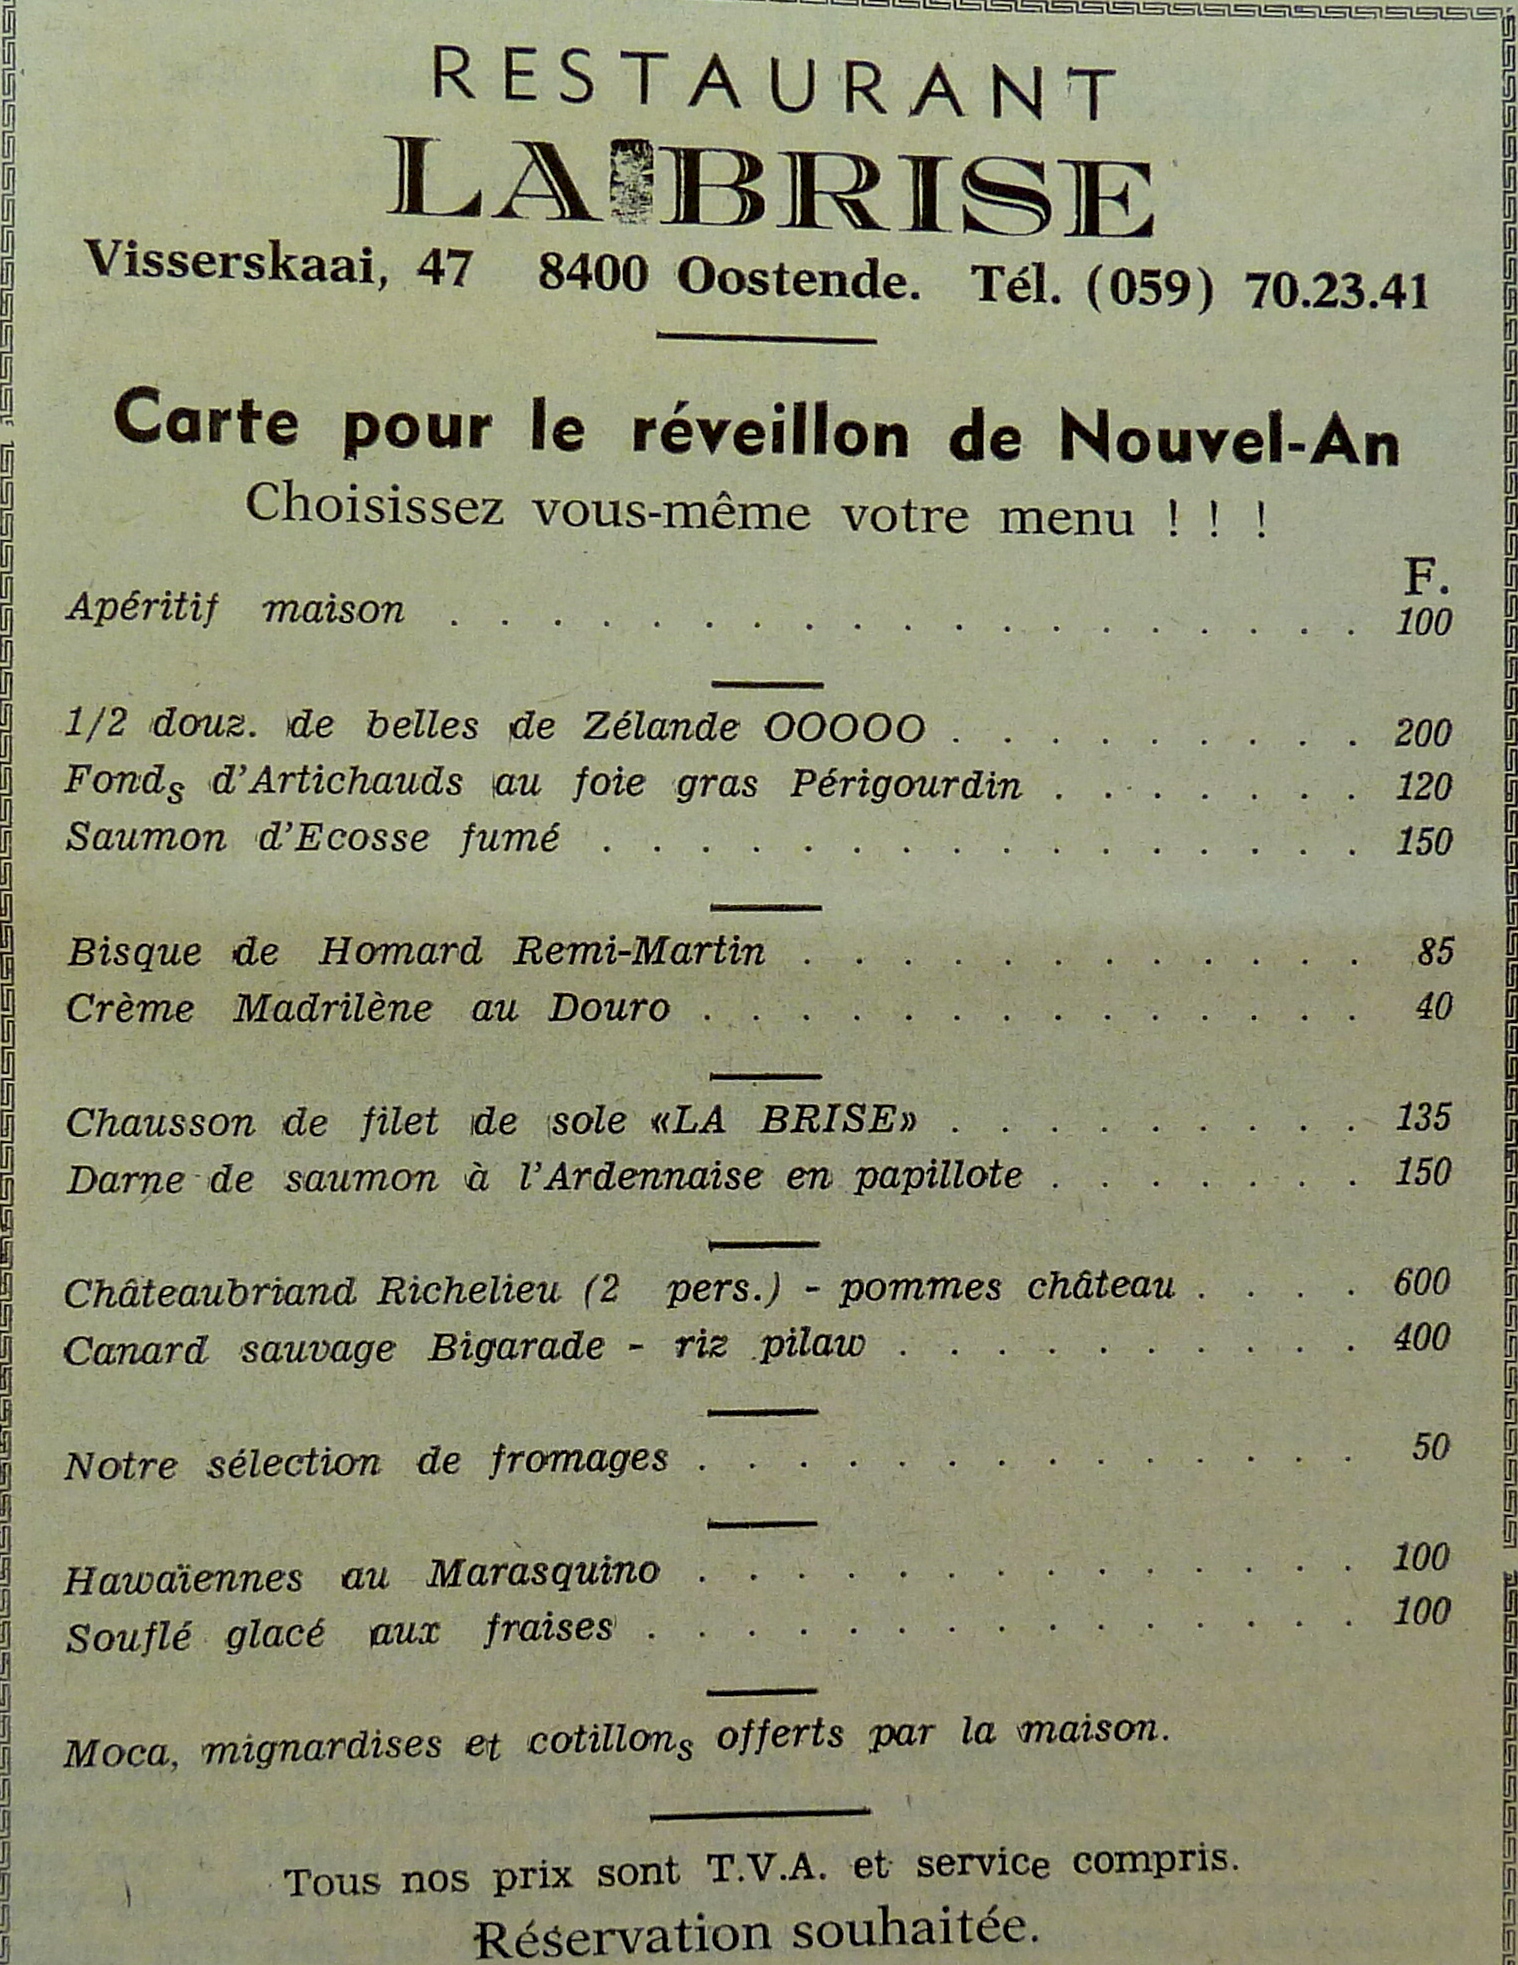 RESTAURANT
LA BRISE
Visserskaai, 47 8400 Oostende. Tél. (059) 70.23.41
Carte pour le réveillon de Nouvel-An
Choisissez vous-même votre menu ! ! !
F.
Apéritif maison . . . . . . . . . . . . . . . . . . . 100
1/2 douz. de belles de Zélande OOOOO . . . . . . . . . 200
Fonds d'Artichauds au foie gras Périgourdin . . . . . . . 120
Saumon d'Ecosse fumé . . . . . . . . . . . . . . . . 150
Bisque de Homard Remi-Martin . . . . . . . . . . . . 85
Crème Madrilène au Douro . . . . . . . . . . . . . . 40
Chausson de filet de sole «LA BRISE» . . . . . . . . . 135
Darne de saumon à l'Ardennaise en papillote . . . . . . . 150
Châteaubriand Richelieu (2 pers.) - pommes château . . . . 600
Canard sauvage Bigarade - riz pilaw . . . . . . . . . . 400
Notre sélection de fromages . . . . . . . . . . . . . . 50
Hawaïennes au Marasquino . . . . . . . . . . . . . . 100
Souflé glacé aux fraises . . . . . . . . . . . . . . . 100
Moca, mignardises et cotillons offerts par la maison.
Tous nos prix sont T.V.A. et service compris.
Réservation souhaitée.